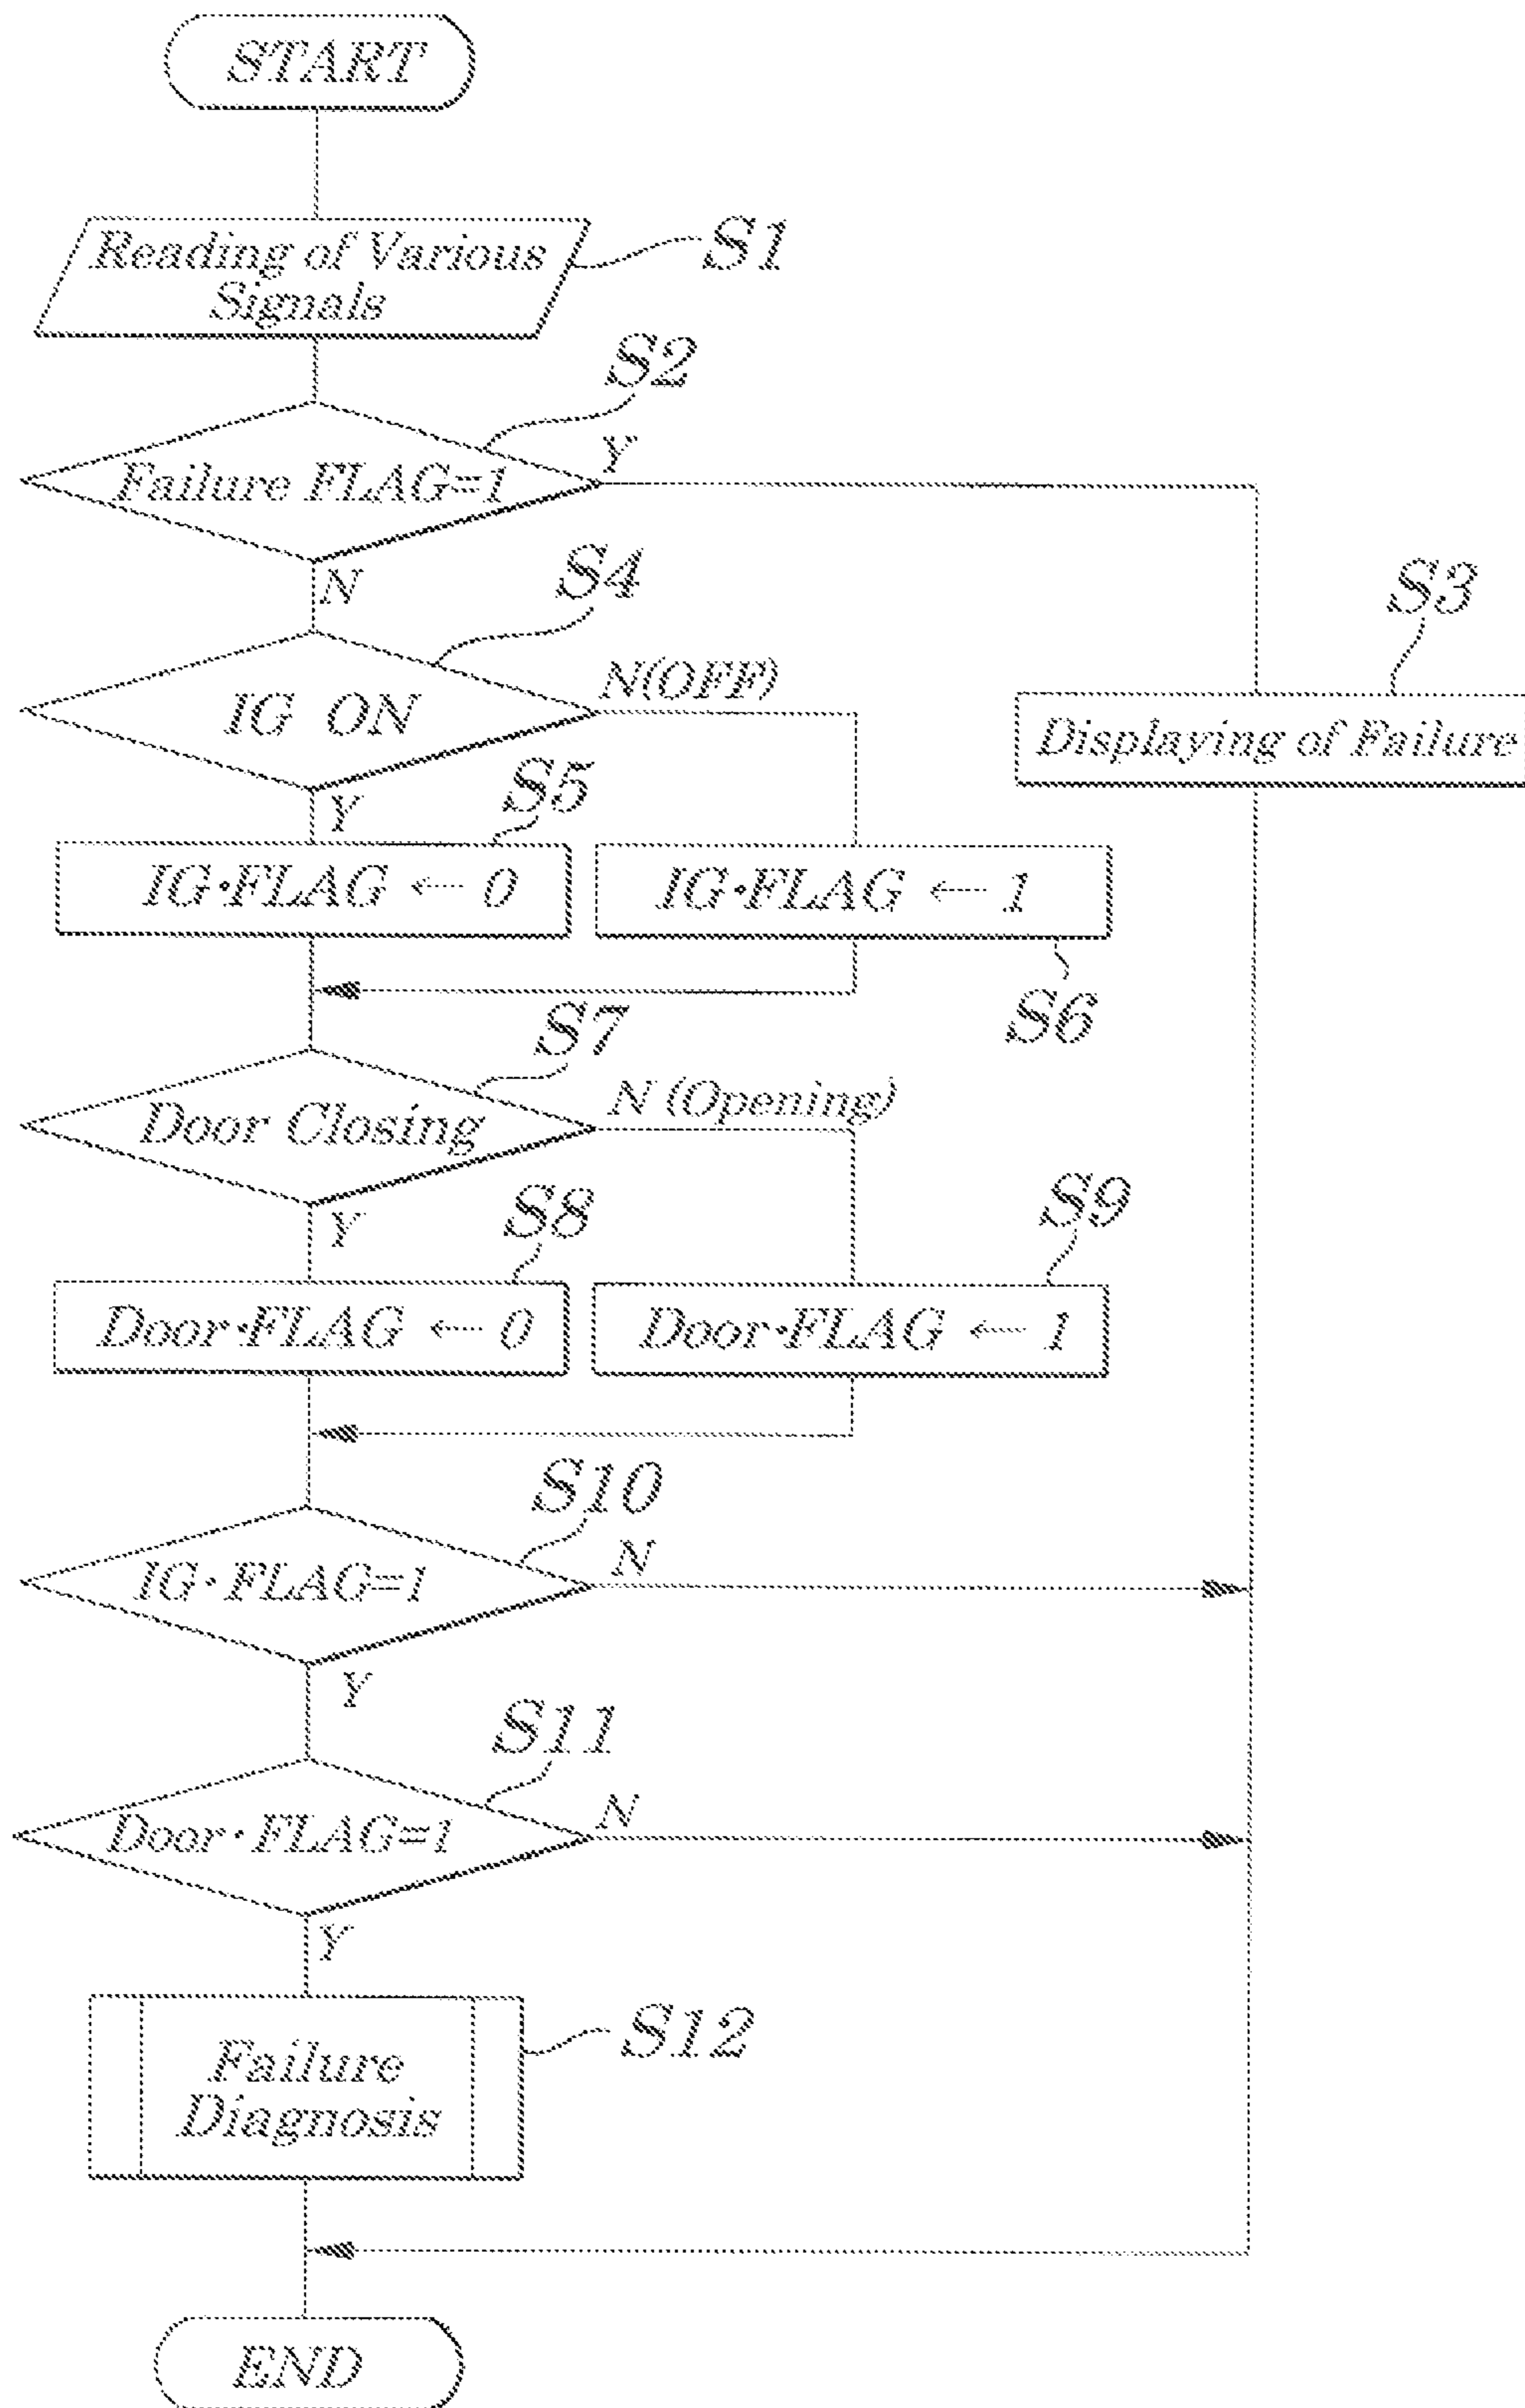 START
Reading of Various
Signals
S1
S2
Failure FLAG=1
Y
N
S4
S3
IG ON
N(OFF)
Displaying of Failure
Y
S5
IG·FLAG ← 0
IG·FLAG ← 1
S6
S7
Door Closing
N (Opening)
Y
S8
S9
Door·FLAG ← 0
Door·FLAG ← 1
S10
IG·FLAG=1
N
Y
S11
Door·FLAG=1
N
Y
Failure
Diagnosis
S12
END